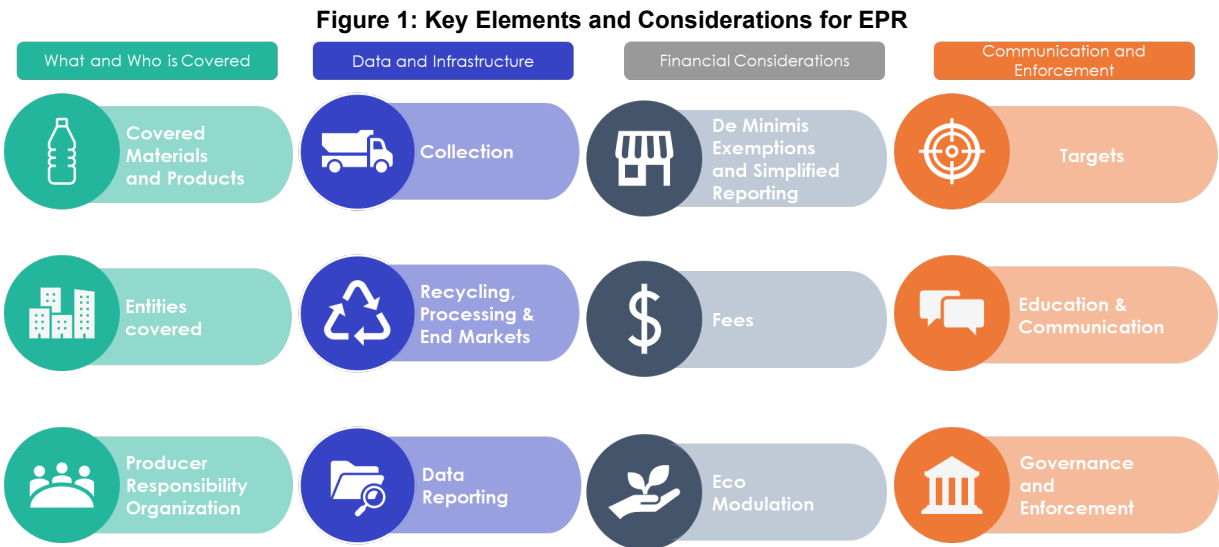 Figure 1: Key Elements and Considerations for EPR
What and Who is Covered
Covered
Materials
and Products
Entities
covered
Producer
Responsibility
Organization
Data and Infrastructure
Collection
Recycling,
Processing &
End Markets
Data
Reporting
Financial Considerations
De Minimis
Exemptions
and Simplified
Reporting
$
Fees
Eco
Modulation
Communication and
Enforcement
Targets
Education &
Communication
Governance
and
Enforcement